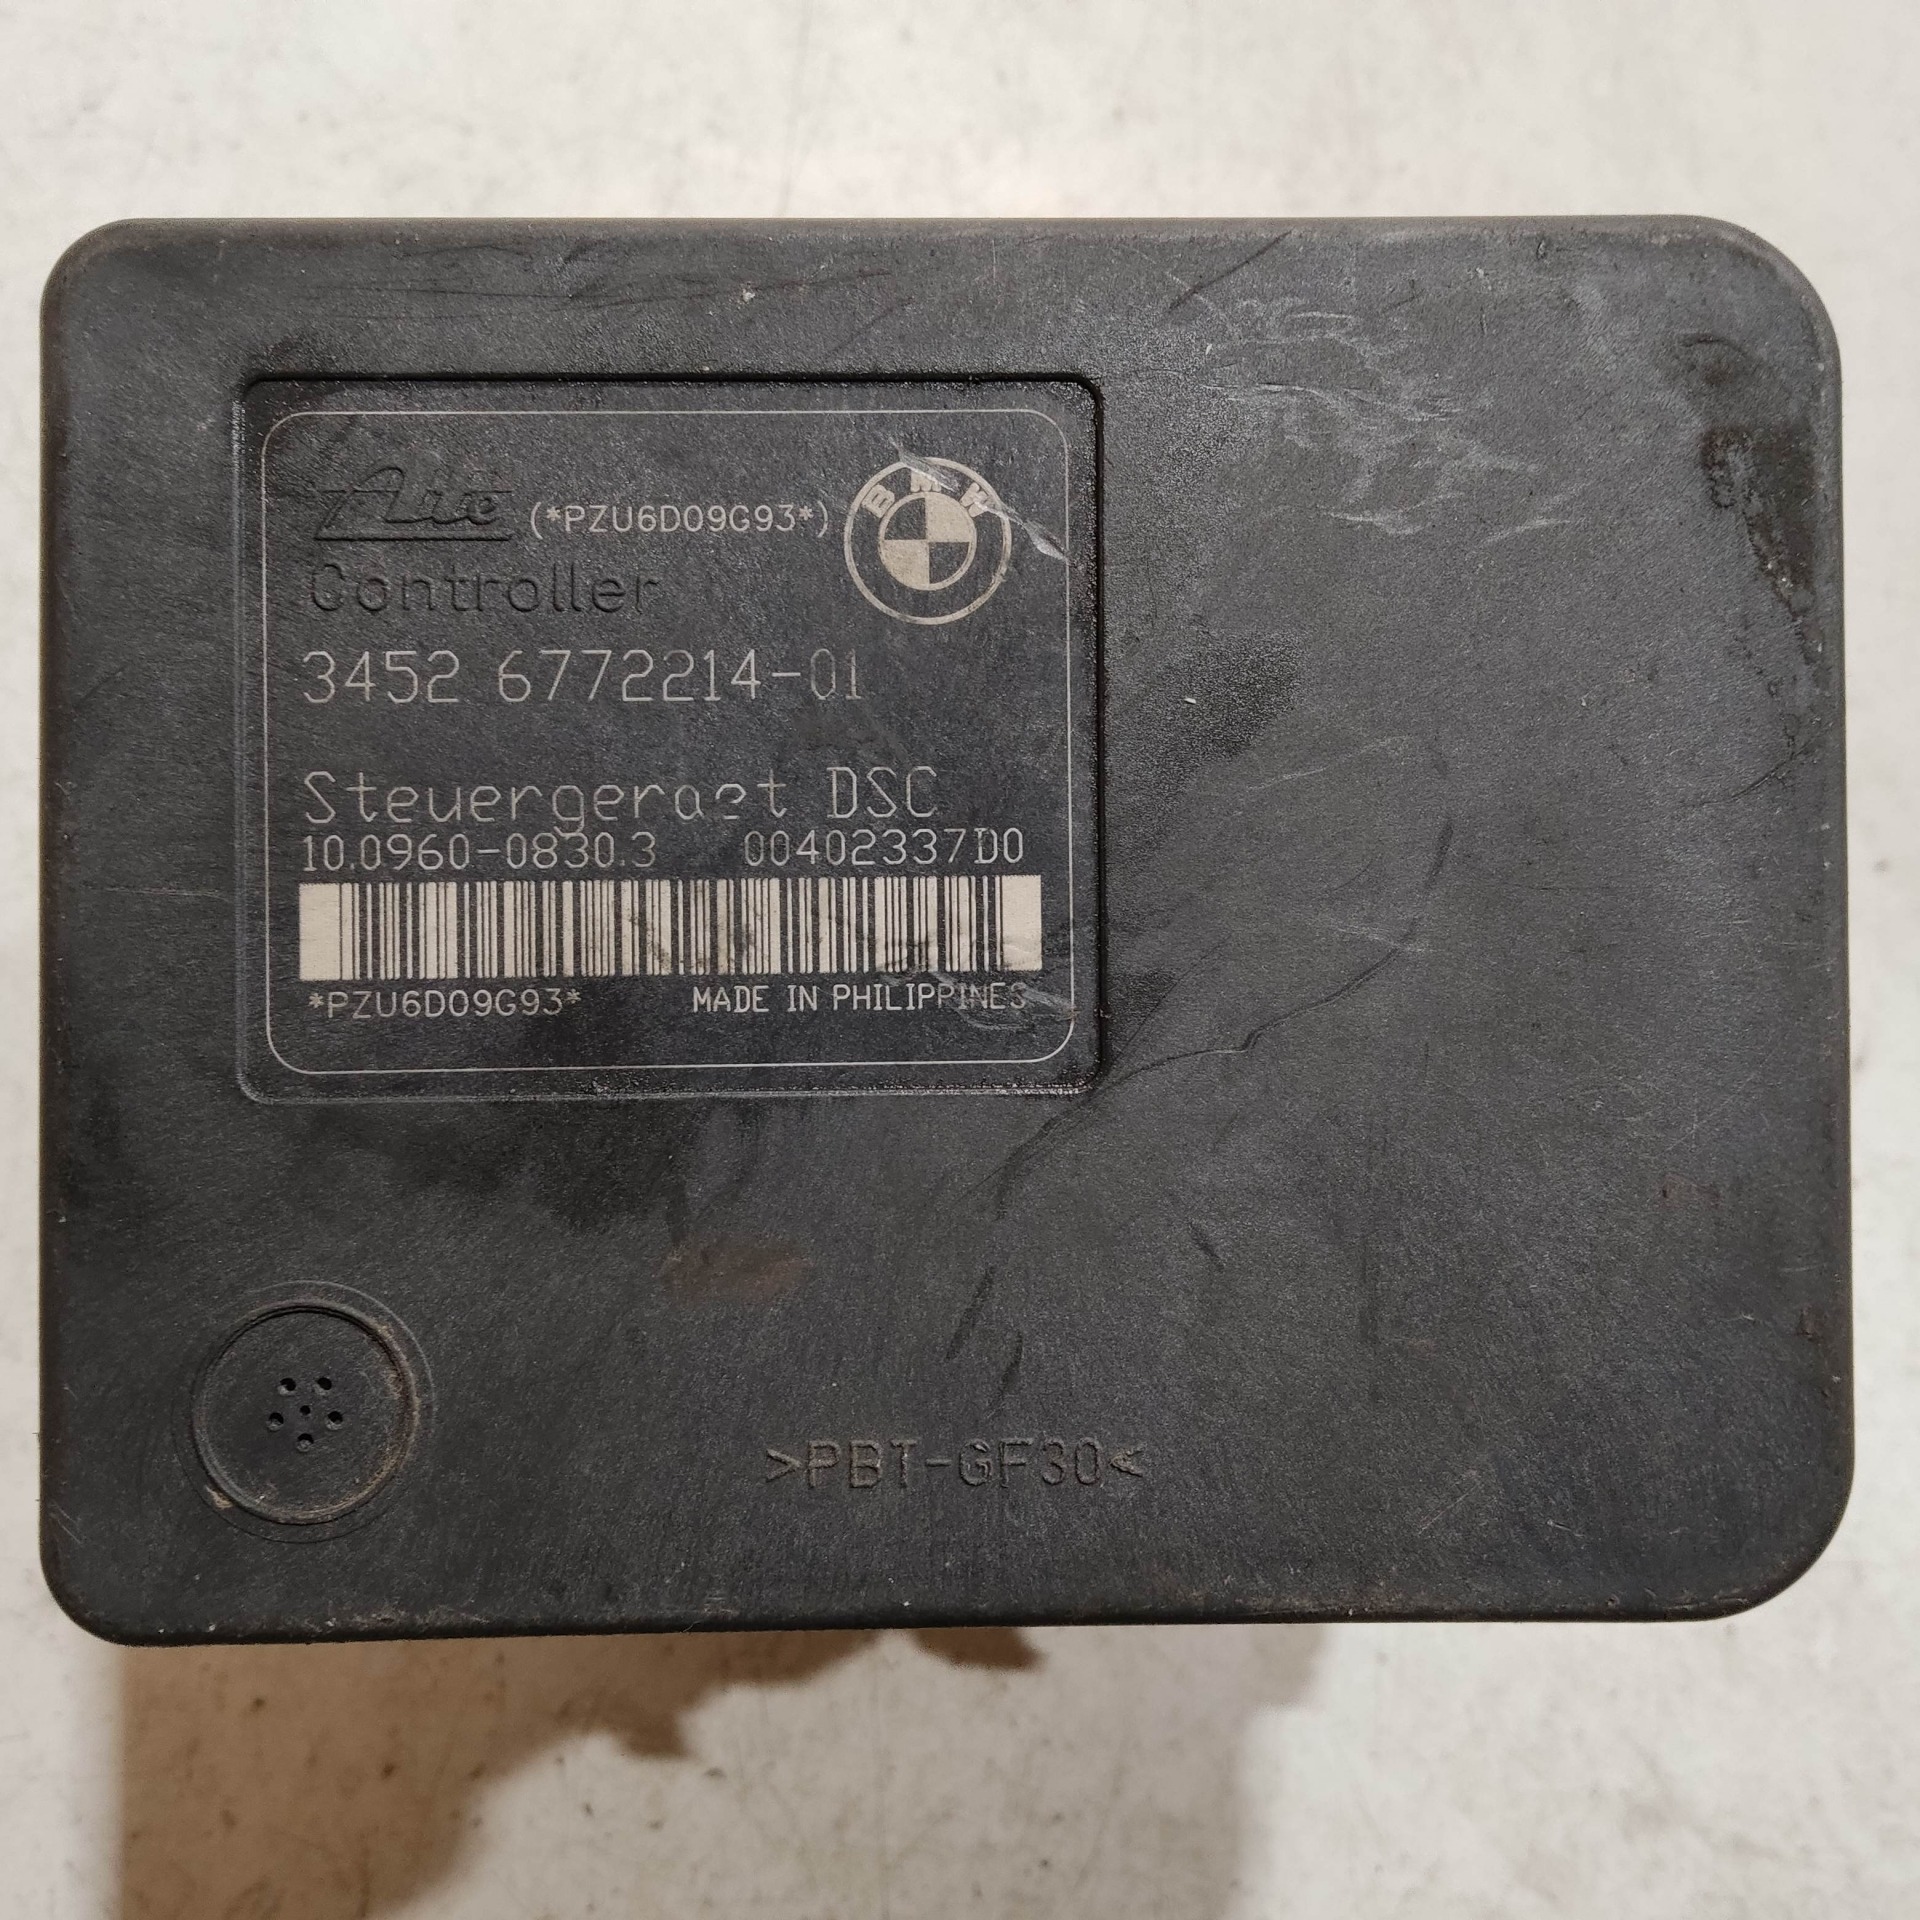 Ate (*PZU6D09G93*) BMW
Controller
3452 6772214-01
Steuergeraet DSC
10.0960-0830.3 00402337D0
*PZU6D09G93* MADE IN PHILIPPINES
>PBT-GF30<